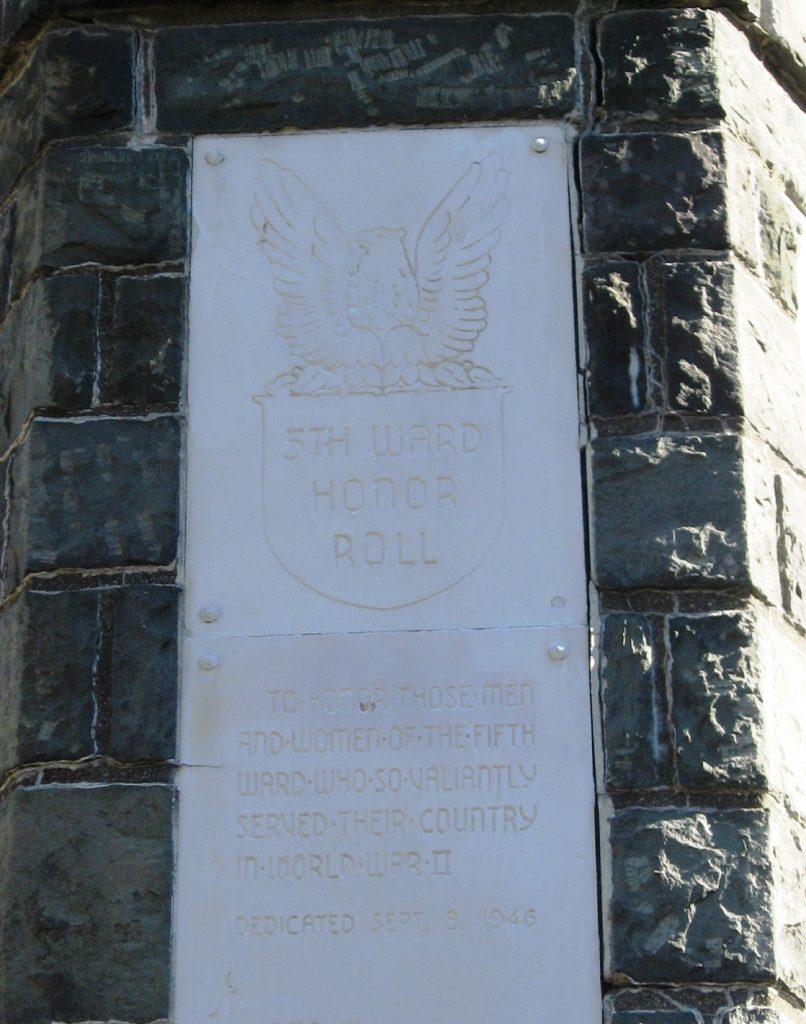 5TH WARD
HONOR
ROLL
TO·HONOR·THOSE·MEN
AND·WOMEN·OF·THE·FIFTH
WARD·WHO·SO·VALIANTLY
SERVED·THEIR·COUNTRY
IN·WORLD·WAR·II
DEDICATED SEPT. 8. 1946